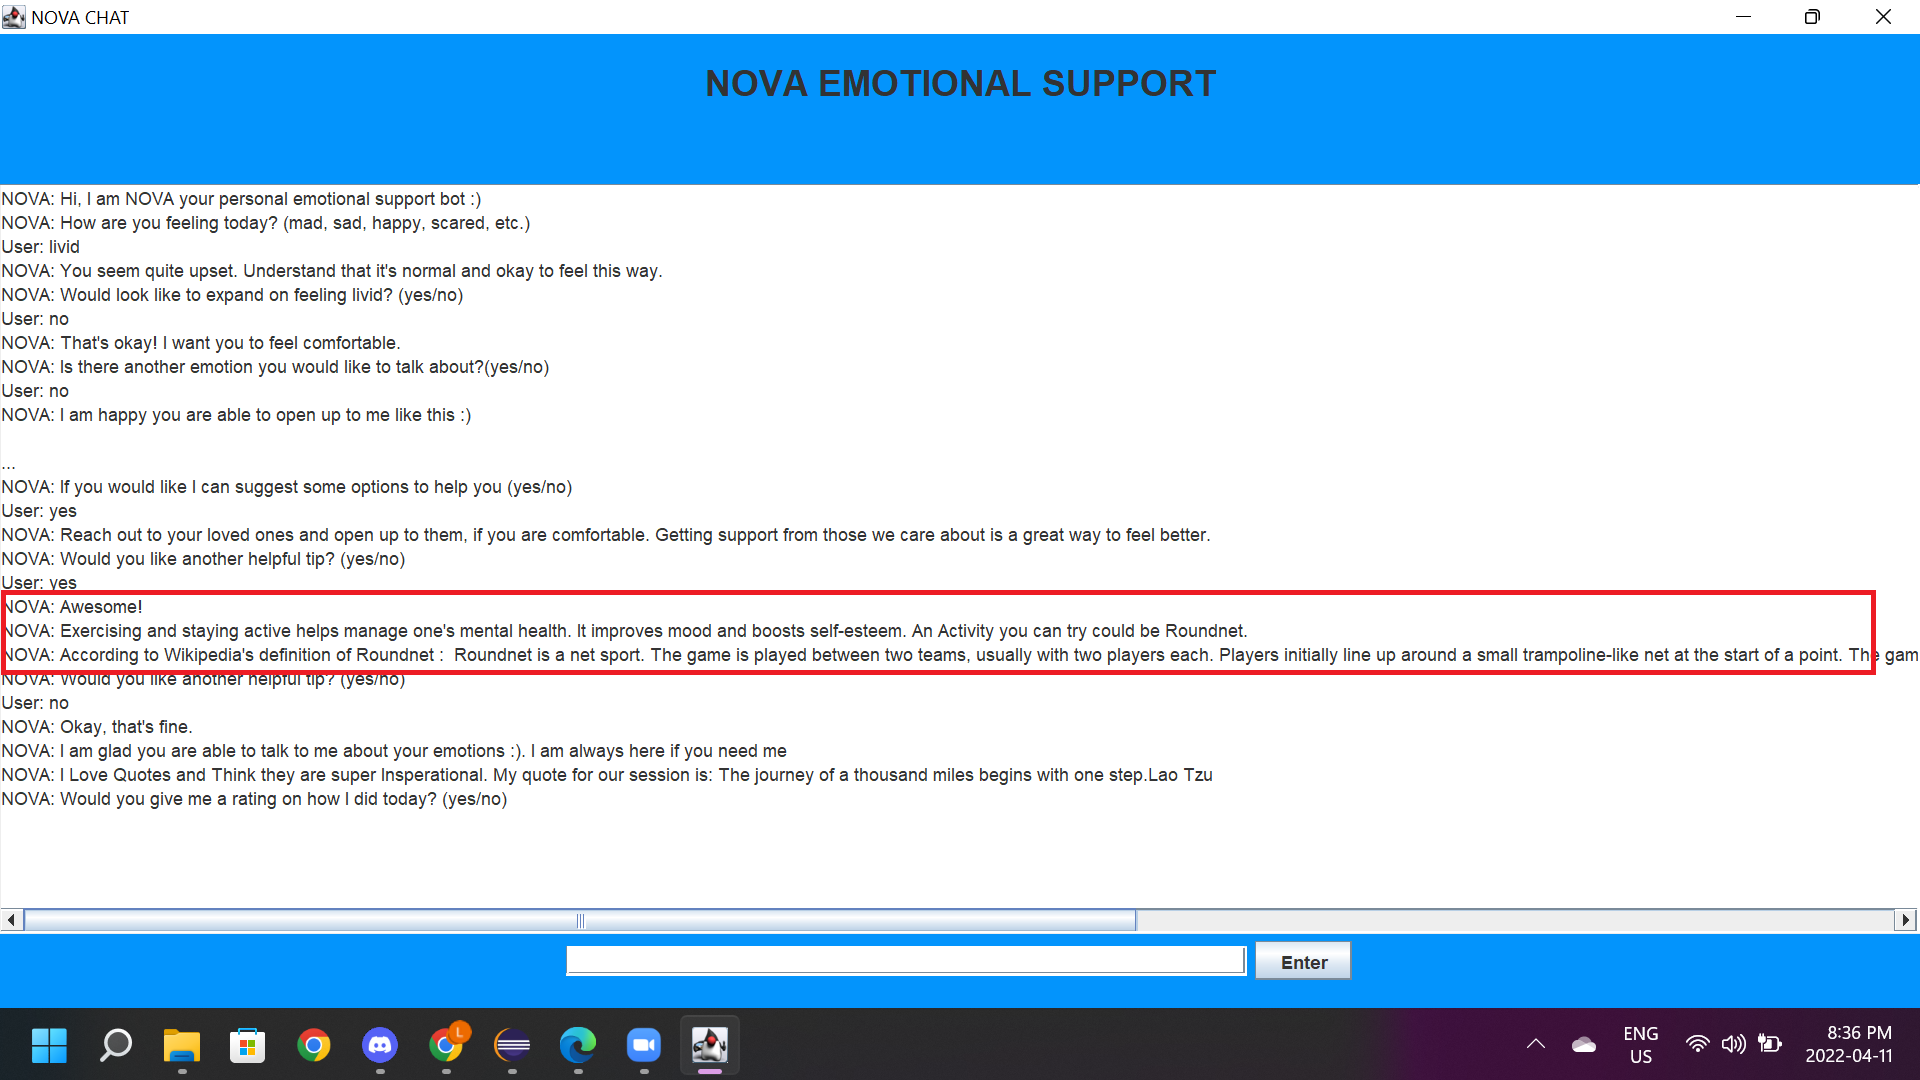 NOVA CHAT
NOVA EMOTIONAL SUPPORT
NOVA: Hi, I am NOVA your personal emotional support bot :)
NOVA: How are you feeling today? (mad, sad, happy, scared, etc.)
User: livid
NOVA: You seem quite upset. Understand that it's normal and okay to feel this way.
NOVA: Would look like to expand on feeling livid? (yes/no)
User: no
NOVA: That's okay! I want you to feel comfortable.
NOVA: Is there another emotion you would like to talk about?(yes/no)
User: no
NOVA: I am happy you are able to open up to me like this :)
...
NOVA: If you would like I can suggest some options to help you (yes/no)
User: yes
NOVA: Reach out to your loved ones and open up to them, if you are comfortable. Getting support from those we care about is a great way to feel better.
NOVA: Would you like another helpful tip? (yes/no)
User: yes
NOVA: Awesome!
NOVA: Exercising and staying active helps manage one's mental health. It improves mood and boosts self-esteem. An Activity you can try could be Roundnet.
NOVA: According to Wikipedia's definition of Roundnet :  Roundnet is a net sport. The game is played between two teams, usually with two players each. Players initially line up around a small trampoline-like net at the start of a point. The gam
NOVA: Would you like another helpful tip? (yes/no)
User: no
NOVA: Okay, that's fine.
NOVA: I am glad you are able to talk to me about your emotions :). I am always here if you need me
NOVA: I Love Quotes and Think they are super Insperational. My quote for our session is: The journey of a thousand miles begins with one step.Lao Tzu
NOVA: Would you give me a rating on how I did today? (yes/no)
Enter
L
ENG
US
8:36 PM
2022-04-11